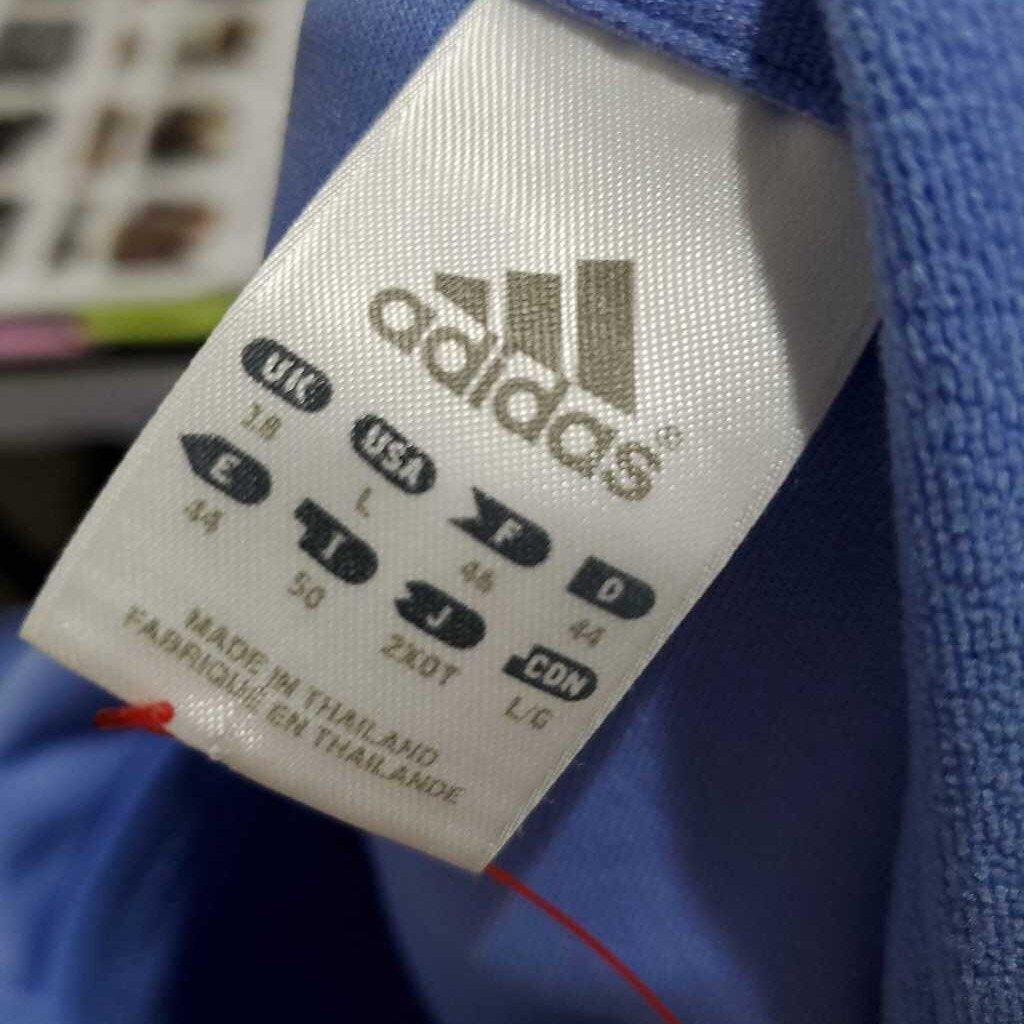 adidas®
UK USA F D
18 L 46 44
E I J CDN
44 50 2XOT L/G
MADE IN THAILAND
FABRIQUE EN THAILANDE